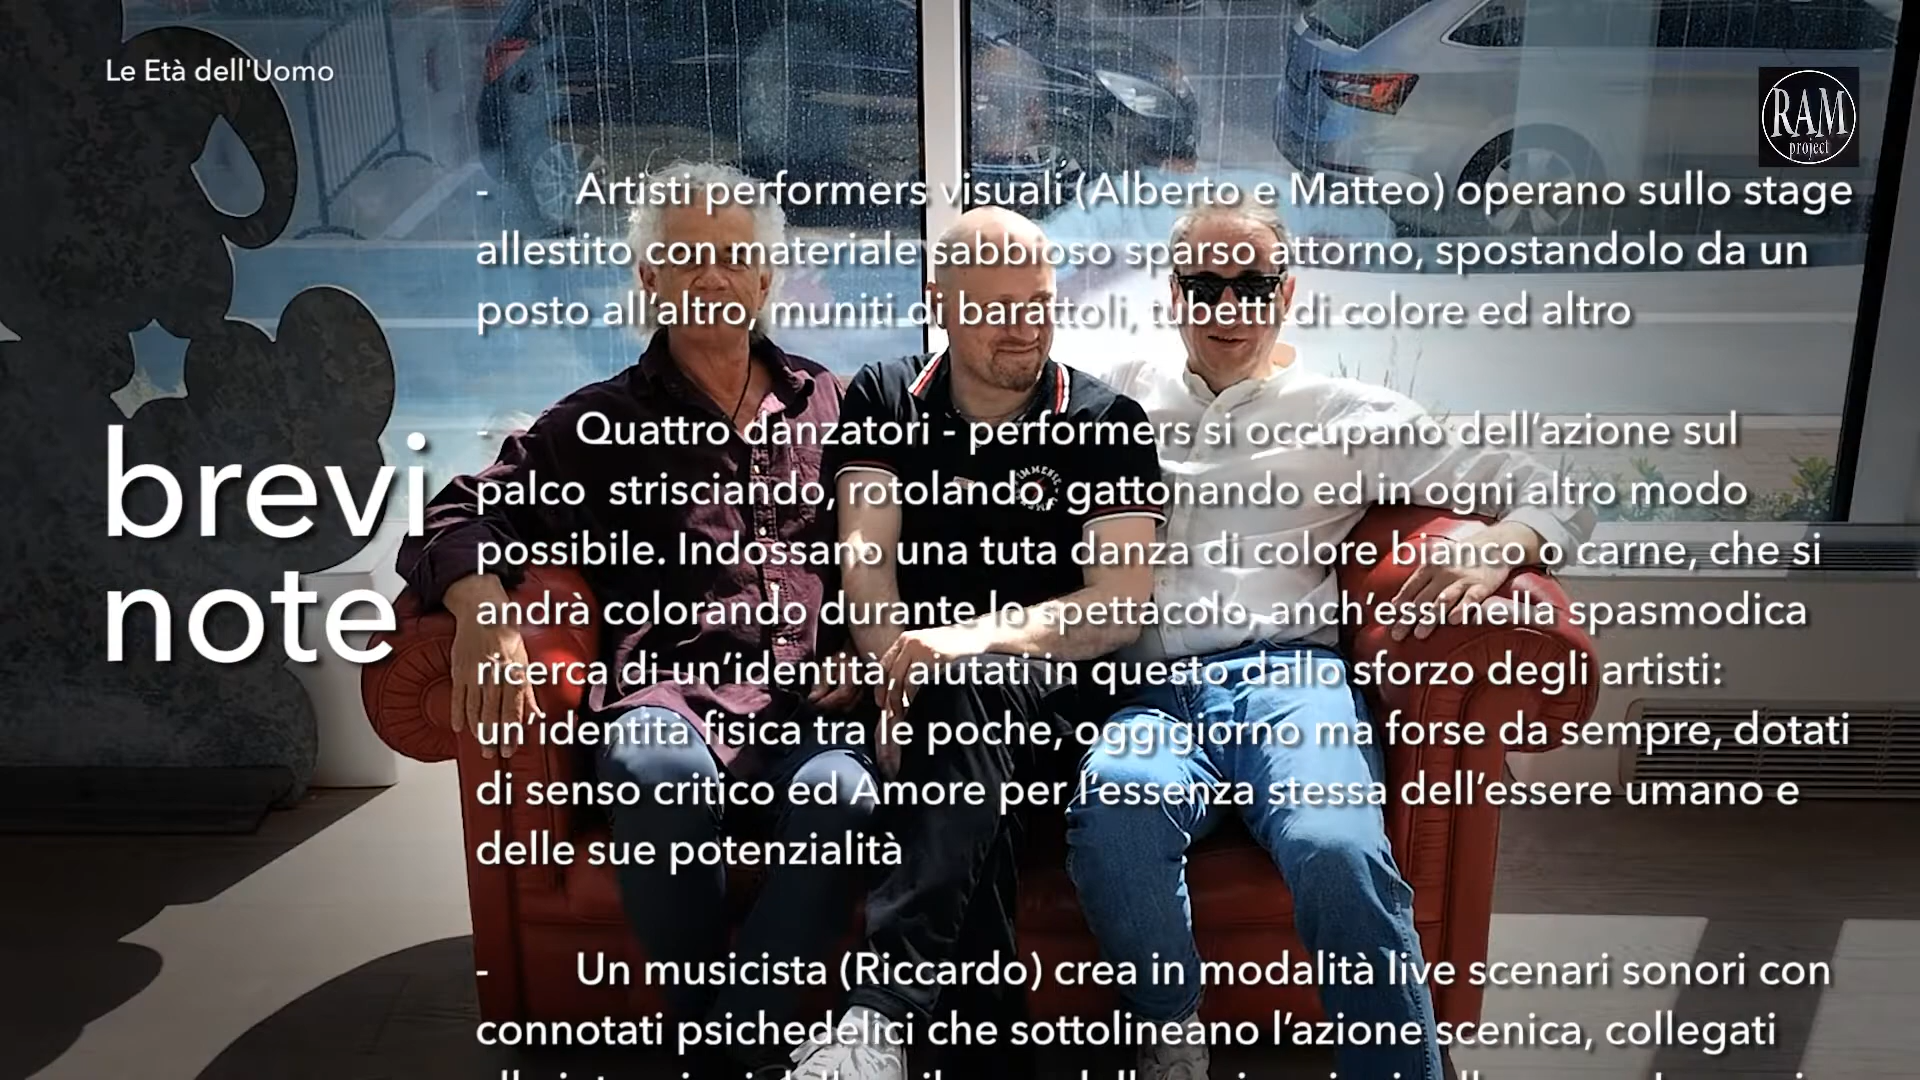 Le Età dell'Uomo
RAM
project
- Artisti performers visuali (Alberto e Matteo) operano sullo stage
allestito con materiale sabbioso sparso attorno, spostandolo da un
posto all’altro, muniti di barattoli, tubetti di colore ed altro
brevi
note
- Quattro danzatori - performers si occupano dell’azione sul
palco strisciando, rotolando, gattonando ed in ogni altro modo
possibile. Indossano una tuta danza di colore bianco o carne, che si
andrà colorando durante lo spettacolo, anch’essi nella spasmodica
ricerca di un’identità, aiutati in questo dallo sforzo degli artisti:
un’identità fisica tra le poche, oggigiorno ma forse da sempre, dotati
di senso critico ed Amore per l’essenza stessa dell’essere umano e
delle sue potenzialità
- Un musicista (Riccardo) crea in modalità live scenari sonori con
connotati psichedelici che sottolineano l’azione scenica, collegati